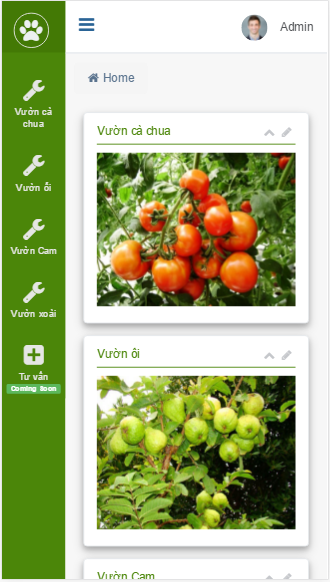 Admin
Home
Vườn cà
chua
Vườn ổi
Vườn Cam
Vườn xoài
Tư vấn
Coming Soon
Vườn cà chua
Vườn ổi
Vườn Cam